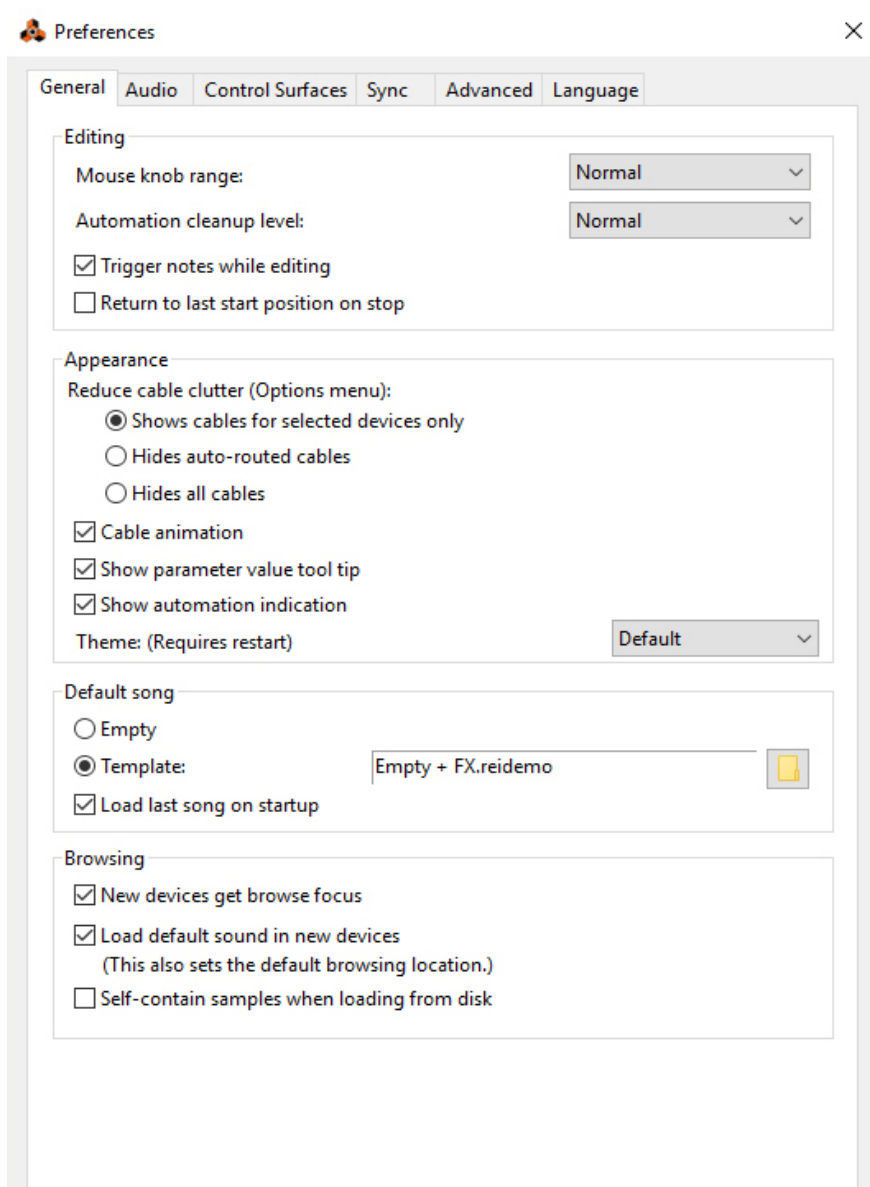 Preferences
General Audio Control Surfaces Sync Advanced Language
Editing
Mouse knob range: Normal
Automation cleanup level: Normal
Trigger notes while editing
Return to last start position on stop
Appearance
Reduce cable clutter (Options menu):
Shows cables for selected devices only
Hides auto-routed cables
Hides all cables
Cable animation
Show parameter value tool tip
Show automation indication
Theme: (Requires restart) Default
Default song
Empty
Template: Empty + FX.reidemo
Load last song on startup
Browsing
New devices get browse focus
Load default sound in new devices
(This also sets the default browsing location.)
Self-contain samples when loading from disk